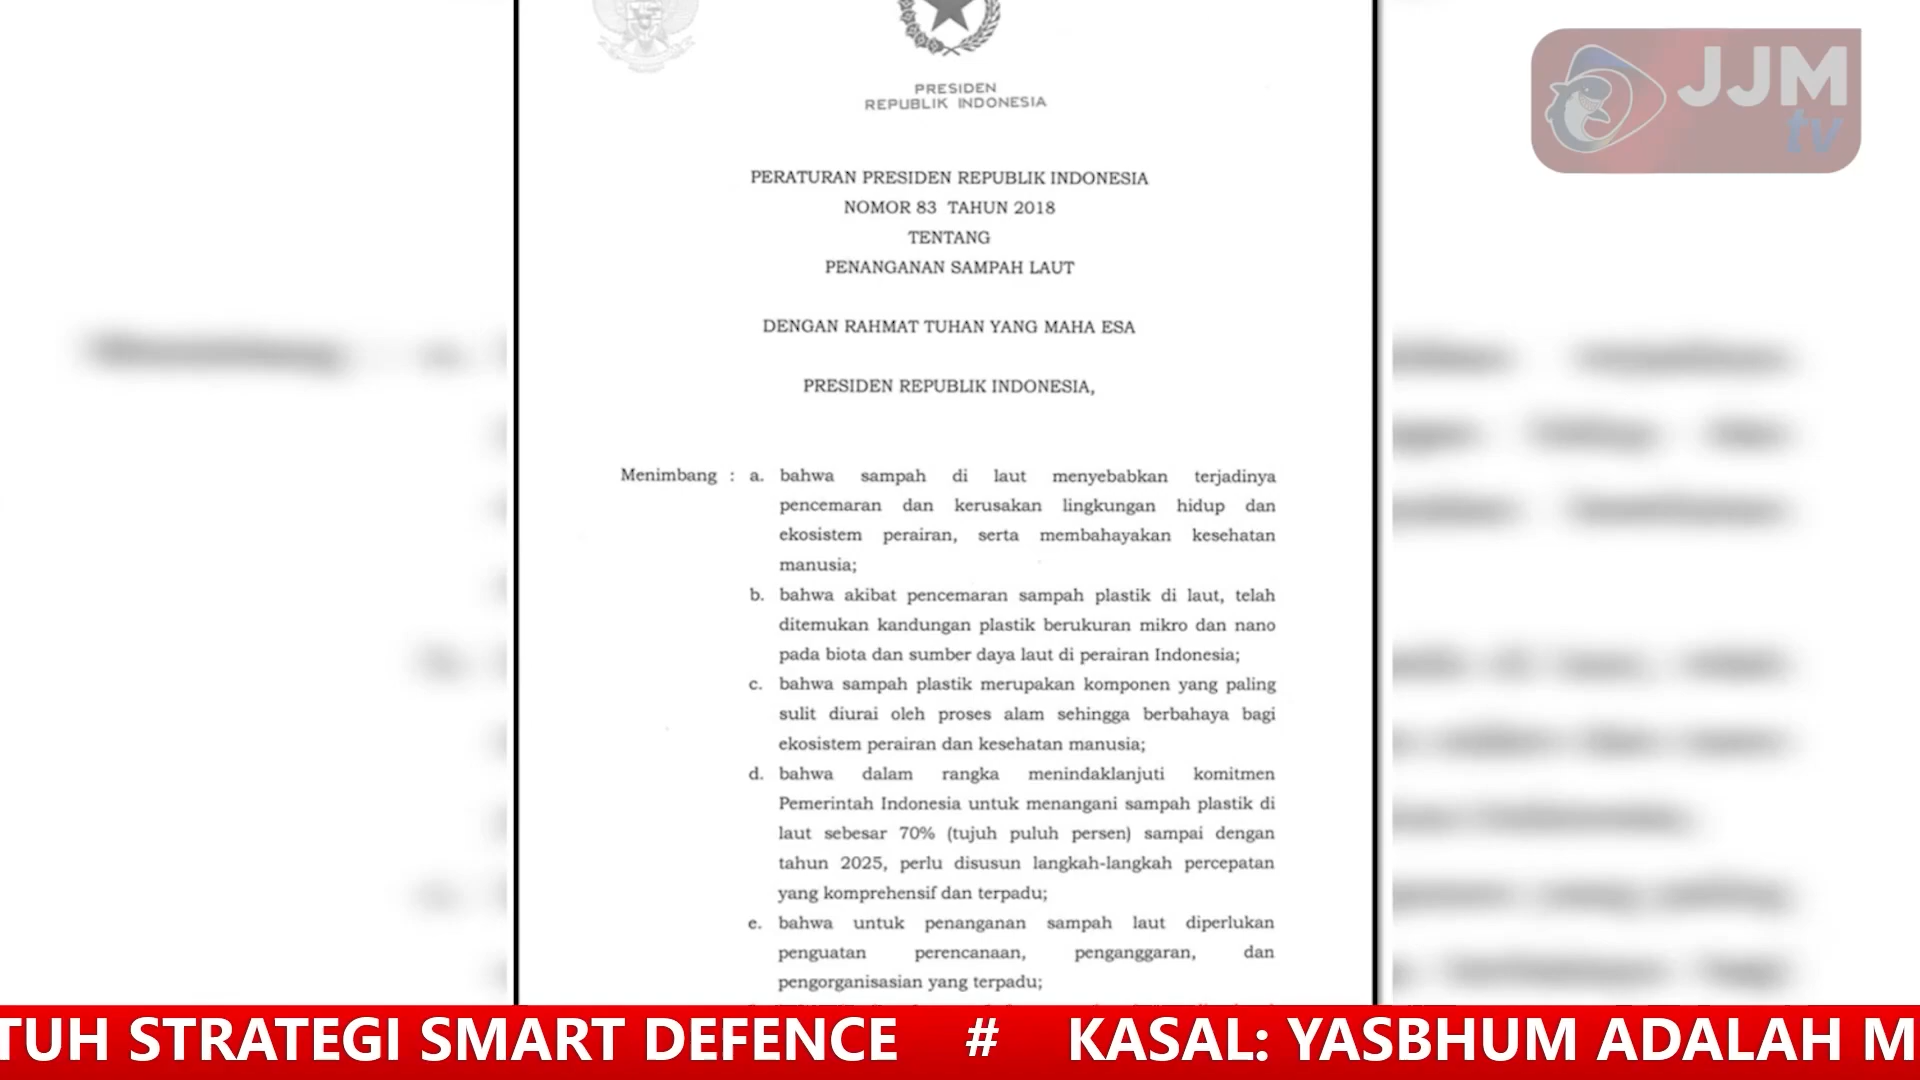 PRESIDEN
REPUBLIK INDONESIA
JJM
tv
PERATURAN PRESIDEN REPUBLIK INDONESIA
NOMOR 83 TAHUN 2018
TENTANG
PENANGANAN SAMPAH LAUT
DENGAN RAHMAT TUHAN YANG MAHA ESA
PRESIDEN REPUBLIK INDONESIA,
Menimbang : a. bahwa sampah di laut menyebabkan terjadinya
pencemaran dan kerusakan lingkungan hidup dan
ekosistem perairan, serta membahayakan kesehatan
manusia;
b. bahwa akibat pencemaran sampah plastik di laut, telah
ditemukan kandungan plastik berukuran mikro dan nano
pada biota dan sumber daya laut di perairan Indonesia;
c. bahwa sampah plastik merupakan komponen yang paling
sulit diurai oleh proses alam sehingga berbahaya bagi
ekosistem perairan dan kesehatan manusia;
d. bahwa dalam rangka menindaklanjuti komitmen
Pemerintah Indonesia untuk menangani sampah plastik di
laut sebesar 70% (tujuh puluh persen) sampai dengan
tahun 2025, perlu disusun langkah-langkah percepatan
yang komprehensif dan terpadu;
e. bahwa untuk penanganan sampah laut diperlukan
penguatan perencanaan, penganggaran, dan
pengorganisasian yang terpadu;
TUH STRATEGI SMART DEFENCE # KASAL: YASBHUM ADALAH M